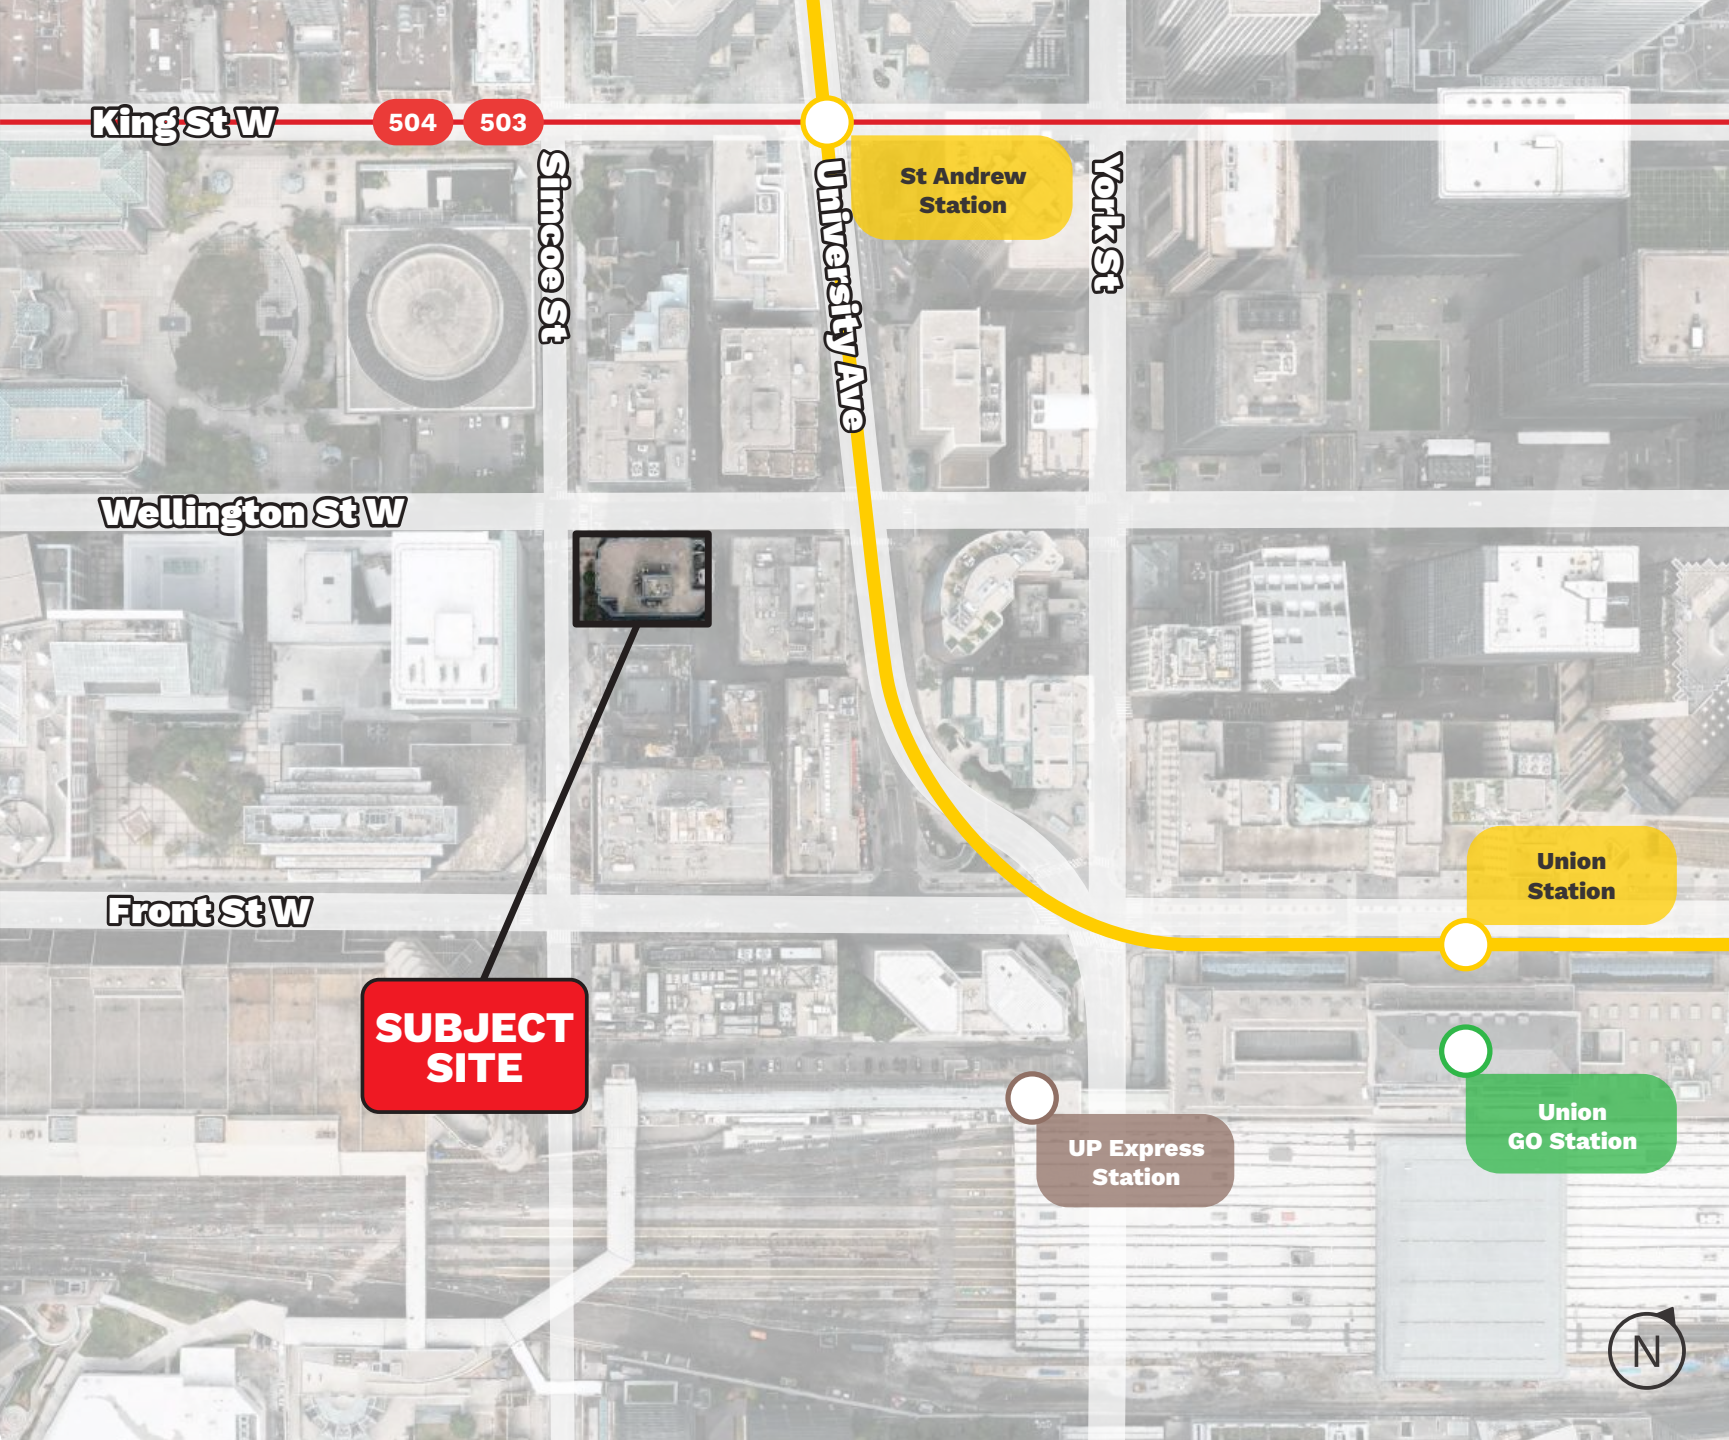 King St W
504
503
Simcoe St
University Ave
St Andrew
Station
York St
Wellington St W
Union
Station
Front St W
SUBJECT
SITE
Union
GO Station
UP Express
Station
N